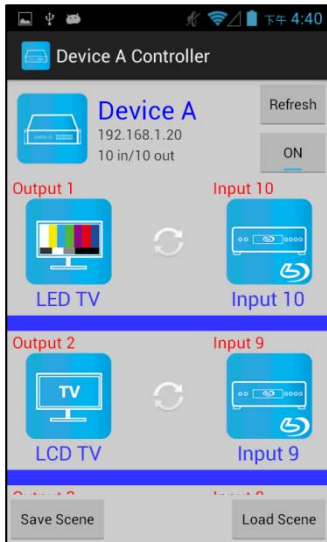 下午 4:40
Device A Controller
Device A
Refresh
192.168.1.20
10 in/10 out
ON
Output 1
Input 10
LED TV
Input 10
Output 2
Input 9
TV
LCD TV
Input 9
Save Scene
Load Scene